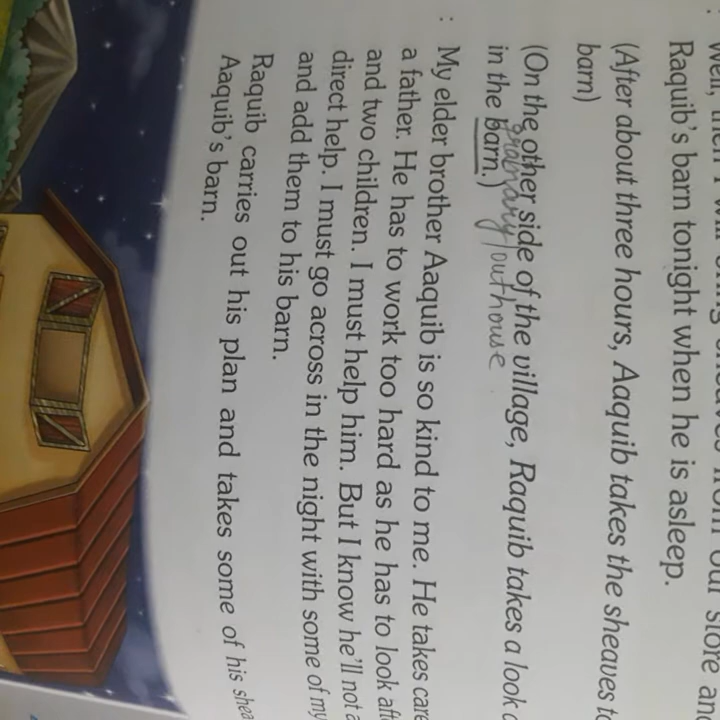 : Well, then I
our store and
Raquib's barn tonight when he is asleep.
(After about three hours, Aaquib takes the sheaves to
barn)
(On the other side of the village, Raquib takes a look
granary/outhouse
in the barn.)
: My elder brother Aaquib is so kind to me. He takes care
a father. He has to work too hard as he has to look
and two children. I must help him. But I know he'll not
direct help. I must go across in the night with some of my
and add them to his barn.
Raquib carries out his plan and takes some of his
Aaquib's barn.